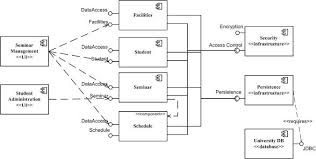 DataAccess
Facilities
Facilities
Encryption
Security
<<infrastructure>>
Access Control
Seminar
Management
<<UI>>
DataAccess
Student
Student
DataAccess
Seminar
Seminar
Persistence
Persistence
<<infrastructure>>
Student
Administration
<<UI>>
<<component>>
DataAccess
Schedule
Schedule
<<requires>>
JDBC
University DB
<<database>>